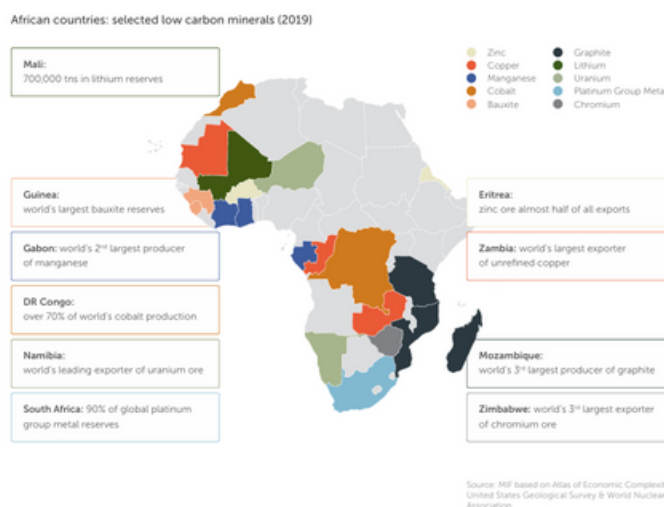 African countries: selected low carbon minerals (2019)
Mali:
700,000 tns in lithium reserves
Zinc
Copper
Manganese
Cobalt
Bauxite
Graphite
Lithium
Uranium
Platinum Group Meta
Chromium
Guinea:
world's largest bauxite reserves
Gabon: world's 2nd largest producer
of manganese
DR Congo:
over 70% of world's cobalt production
Namibia:
world's leading exporter of uranium ore
South Africa: 90% of global platinum
group metal reserves
Eritrea:
zinc ore almost half of all exports
Zambia: world's largest exporter
of unrefined copper
Mozambique:
world's 3rd largest producer of graphite
Zimbabwe: world's 3rd largest exporter
of chromium ore
Source: MIF based on Atlas of Economic Complexit
United States Geological Survey & World Nuclear
Association